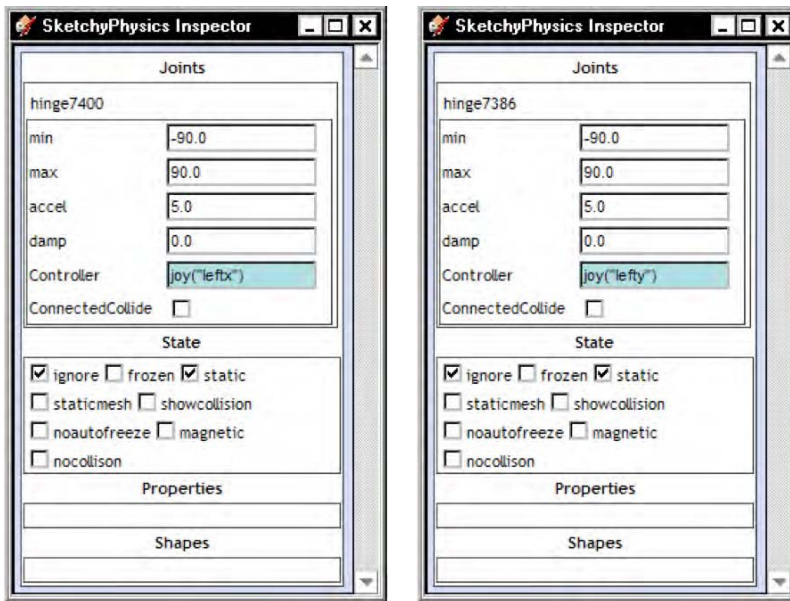 SketchyPhysics Inspector
Joints
hinge7400
min -90.0
max 90.0
accel 5.0
damp 0.0
Controller joy("leftx")
ConnectedCollide
State
ignore frozen static
staticmesh showcollision
noautofreeze magnetic
nocollison
Properties
Shapes
SketchyPhysics Inspector
Joints
hinge7386
min -90.0
max 90.0
accel 5.0
damp 0.0
Controller joy("lefty")
ConnectedCollide
State
ignore frozen static
staticmesh showcollision
noautofreeze magnetic
nocollison
Properties
Shapes